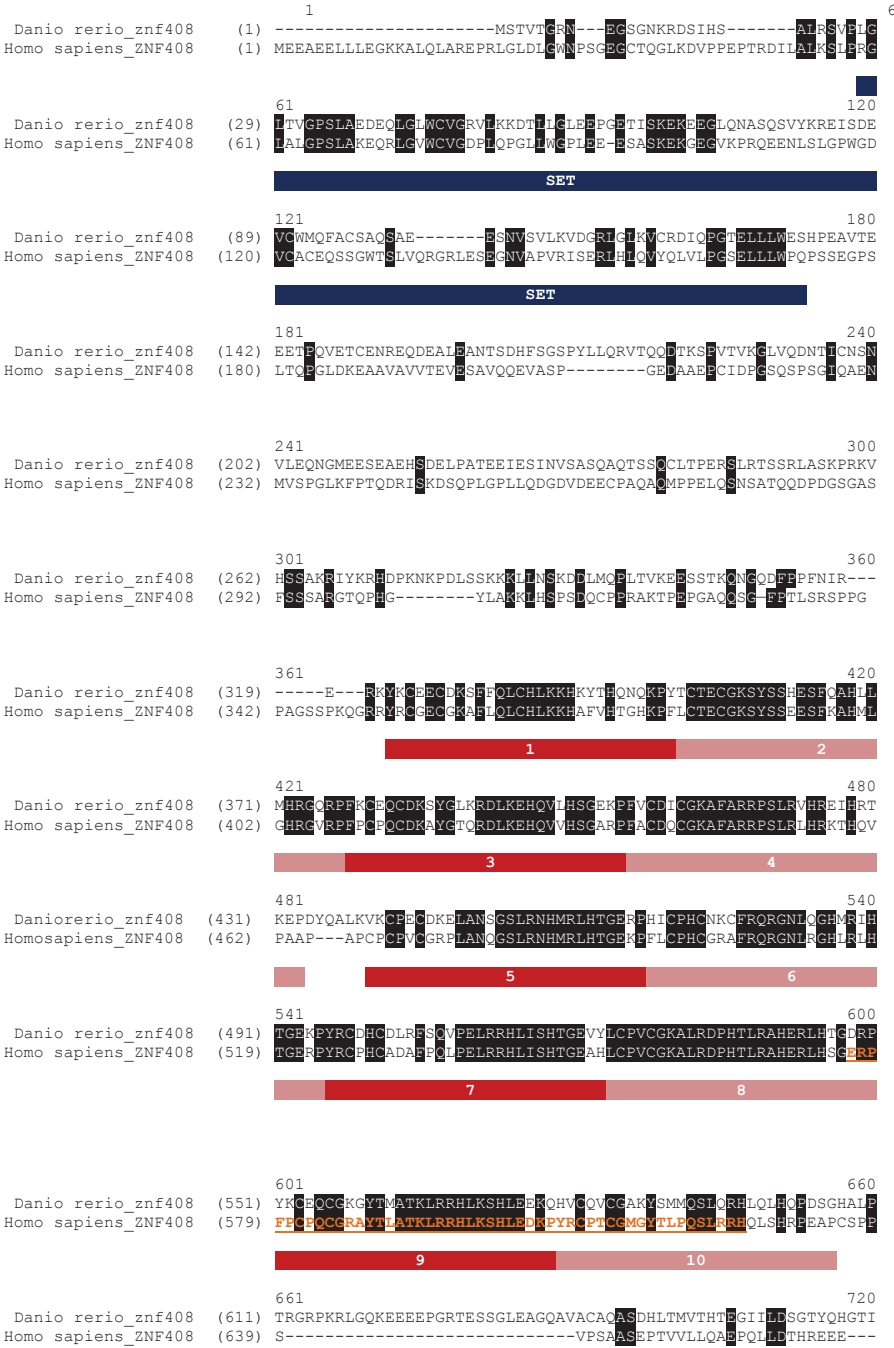 1 6
Danio rerio_znf408 (1) ----------------------MSTVTGRN---EGSGNKRDSIHS-------ALRSVPLG
Homo sapiens_ZNF408 (1) MEEAEELLLEGKKALQLAREPRLGLDLGWNPSGEGCTQGLKDVPPEPTRDILALKSLPRG
61 120
Danio rerio_znf408 (29) LTVGPSLAEDEQLGLWCVGRVLKKDTLLGLEEPGETISKEKEEGLQNASQSVYKREISDE
Homo sapiens_ZNF408 (61) LALGPSLAKEQRLGVWCVGDPLQPGLLWGPLEE-ESASKEKGEGVKPRQEENLSLGPWGD
SET
121 180
Danio rerio_znf408 (89) VCWMQFACSAQSAE-------ESNVSVLKVDGRLGLKVCRDIQPGTELLLWESHPEAVTE
Homo sapiens_ZNF408 (120) VCACEQSSGWTSLVQRGRLESEGNVAPVRISERLHLQVYQLVLPGSELLLWPQPSSEGPS
SET
181 240
Danio rerio_znf408 (142) EETPQVETCENREQDEALEANTSDHFSGSPYLLQRVTQQDTKSPVTVKGLVQDNTICNSN
Homo sapiens_ZNF408 (180) LTQPGLDKEAAVAVVTEVESAVQQEVASP--------GEDAAEPCIDPGSQSPSGIQAEN
241 300
Danio rerio_znf408 (202) VLEQNGMEESEAEHSDELPATEEIESINVSASQAQTSSQCLTPERSLRTSSRLASKPRKV
Homo sapiens_ZNF408 (232) MVSPGLKFPTQDRISKDSQPLGPLLQDGDVDEECPAQAQMPPELQSNSATQQDPDGSGAS
301 360
Danio rerio_znf408 (262) HSSAKRIYKRHDPKNKPDLSSKKKLLNSKDDLMQPLTVKEESSTKQNGQDFPPFNIR---
Homo sapiens_ZNF408 (292) FSSSARGTQPHG--------YLAKKLHSPSDQCPPRAKTPEPGAQQSG-FPTLSRSPPG
361 420
Danio rerio_znf408 (319) -----E---RKYKCEECDKSFFQLCHLKKHKYTHQNQKPYTCTECGKSYSSHESFQAHLL
Homo sapiens_ZNF408 (342) PAGSSPKQGRRYRCGECGKAFLQLCHLKKHAFVHTGHKPFLCTECGKSYSSEESFKAHML
1 2
421 480
Danio rerio_znf408 (371) MHRGQRPFKCEQCDKSYGLKRDLKEHQVLHSGEKPFVCDICGKAFARRPSLRVHREIHRT
Homo sapiens_ZNF408 (402) GHRGVRPFPCPQCDKAYGTQRDLKEHQVVHSGARPFACDQCGKAFARRPSLRLHRKTHQV
3 4
481 540
Daniorerio_znf408 (431) KEPDYQALKVKCPECDKELANSGSLRNHMRLHTGERPHICPHCNKCFRQRGNLQGHMRIH
Homosapiens_ZNF408 (462) PAAP---APCPCPVCGRPLANQGSLRNHMRLHTGEKPFLCPHCGRAFRQRGNLRGHLRLH
5 6
541 600
Danio rerio_znf408 (491) TGEKPYRCDHCDLRFSQVPELRRHLISHTGEVYLCPVCGKALRDPHTLRAHERLHTGDRP
Homo sapiens_ZNF408 (519) TGERPYRCPHCADAFPQLPELRRHLISHTGEAHLCPVCGKALRDPHTLRAHERLHSGERP
7 8
601 660
Danio rerio_znf408 (551) YKCEQCGKGYTMATKLRRHLKSHLEEKQHVCQVCGAKYSMMQSLQRHLQLHQPDSGHALP
Homo sapiens_ZNF408 (579) FPCPQCGRAYTLATKLRRHLKSHLEDKPYRCPTCGMGYTLPQSLRRHQLSHRPEAPCSPP
9 10
661 720
Danio rerio_znf408 (611) TRGRPKRLGQKEEEEPGRTESSGLEAGQAVACAQASDHLTMVTHTEGIILDSGTYQHGTI
Homo sapiens_ZNF408 (639) S-----------------------------VPSAASEPTVVLLQAEPQLLDTHREEE---